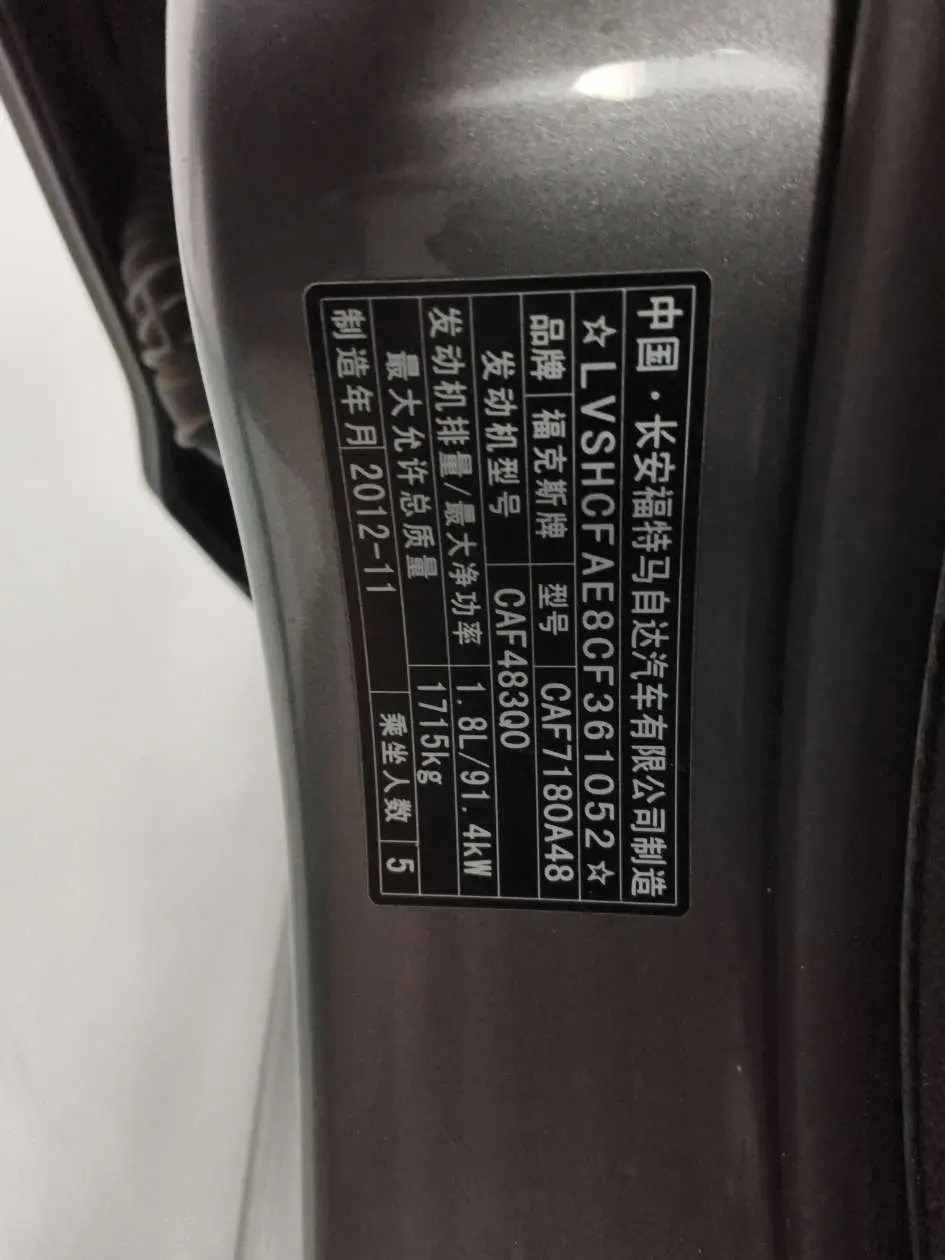 中国·长安福特马自达汽车有限公司制造
☆LVSHCFAE8CF361052☆
品牌 福克斯牌 型号 CAF7180A48
发动机型号 CAF483Q0
发动机排量/最大净功率 1.8L/91.4kW
最大允许总质量 1715kg
制造年月 2012-11 乘坐人数 5